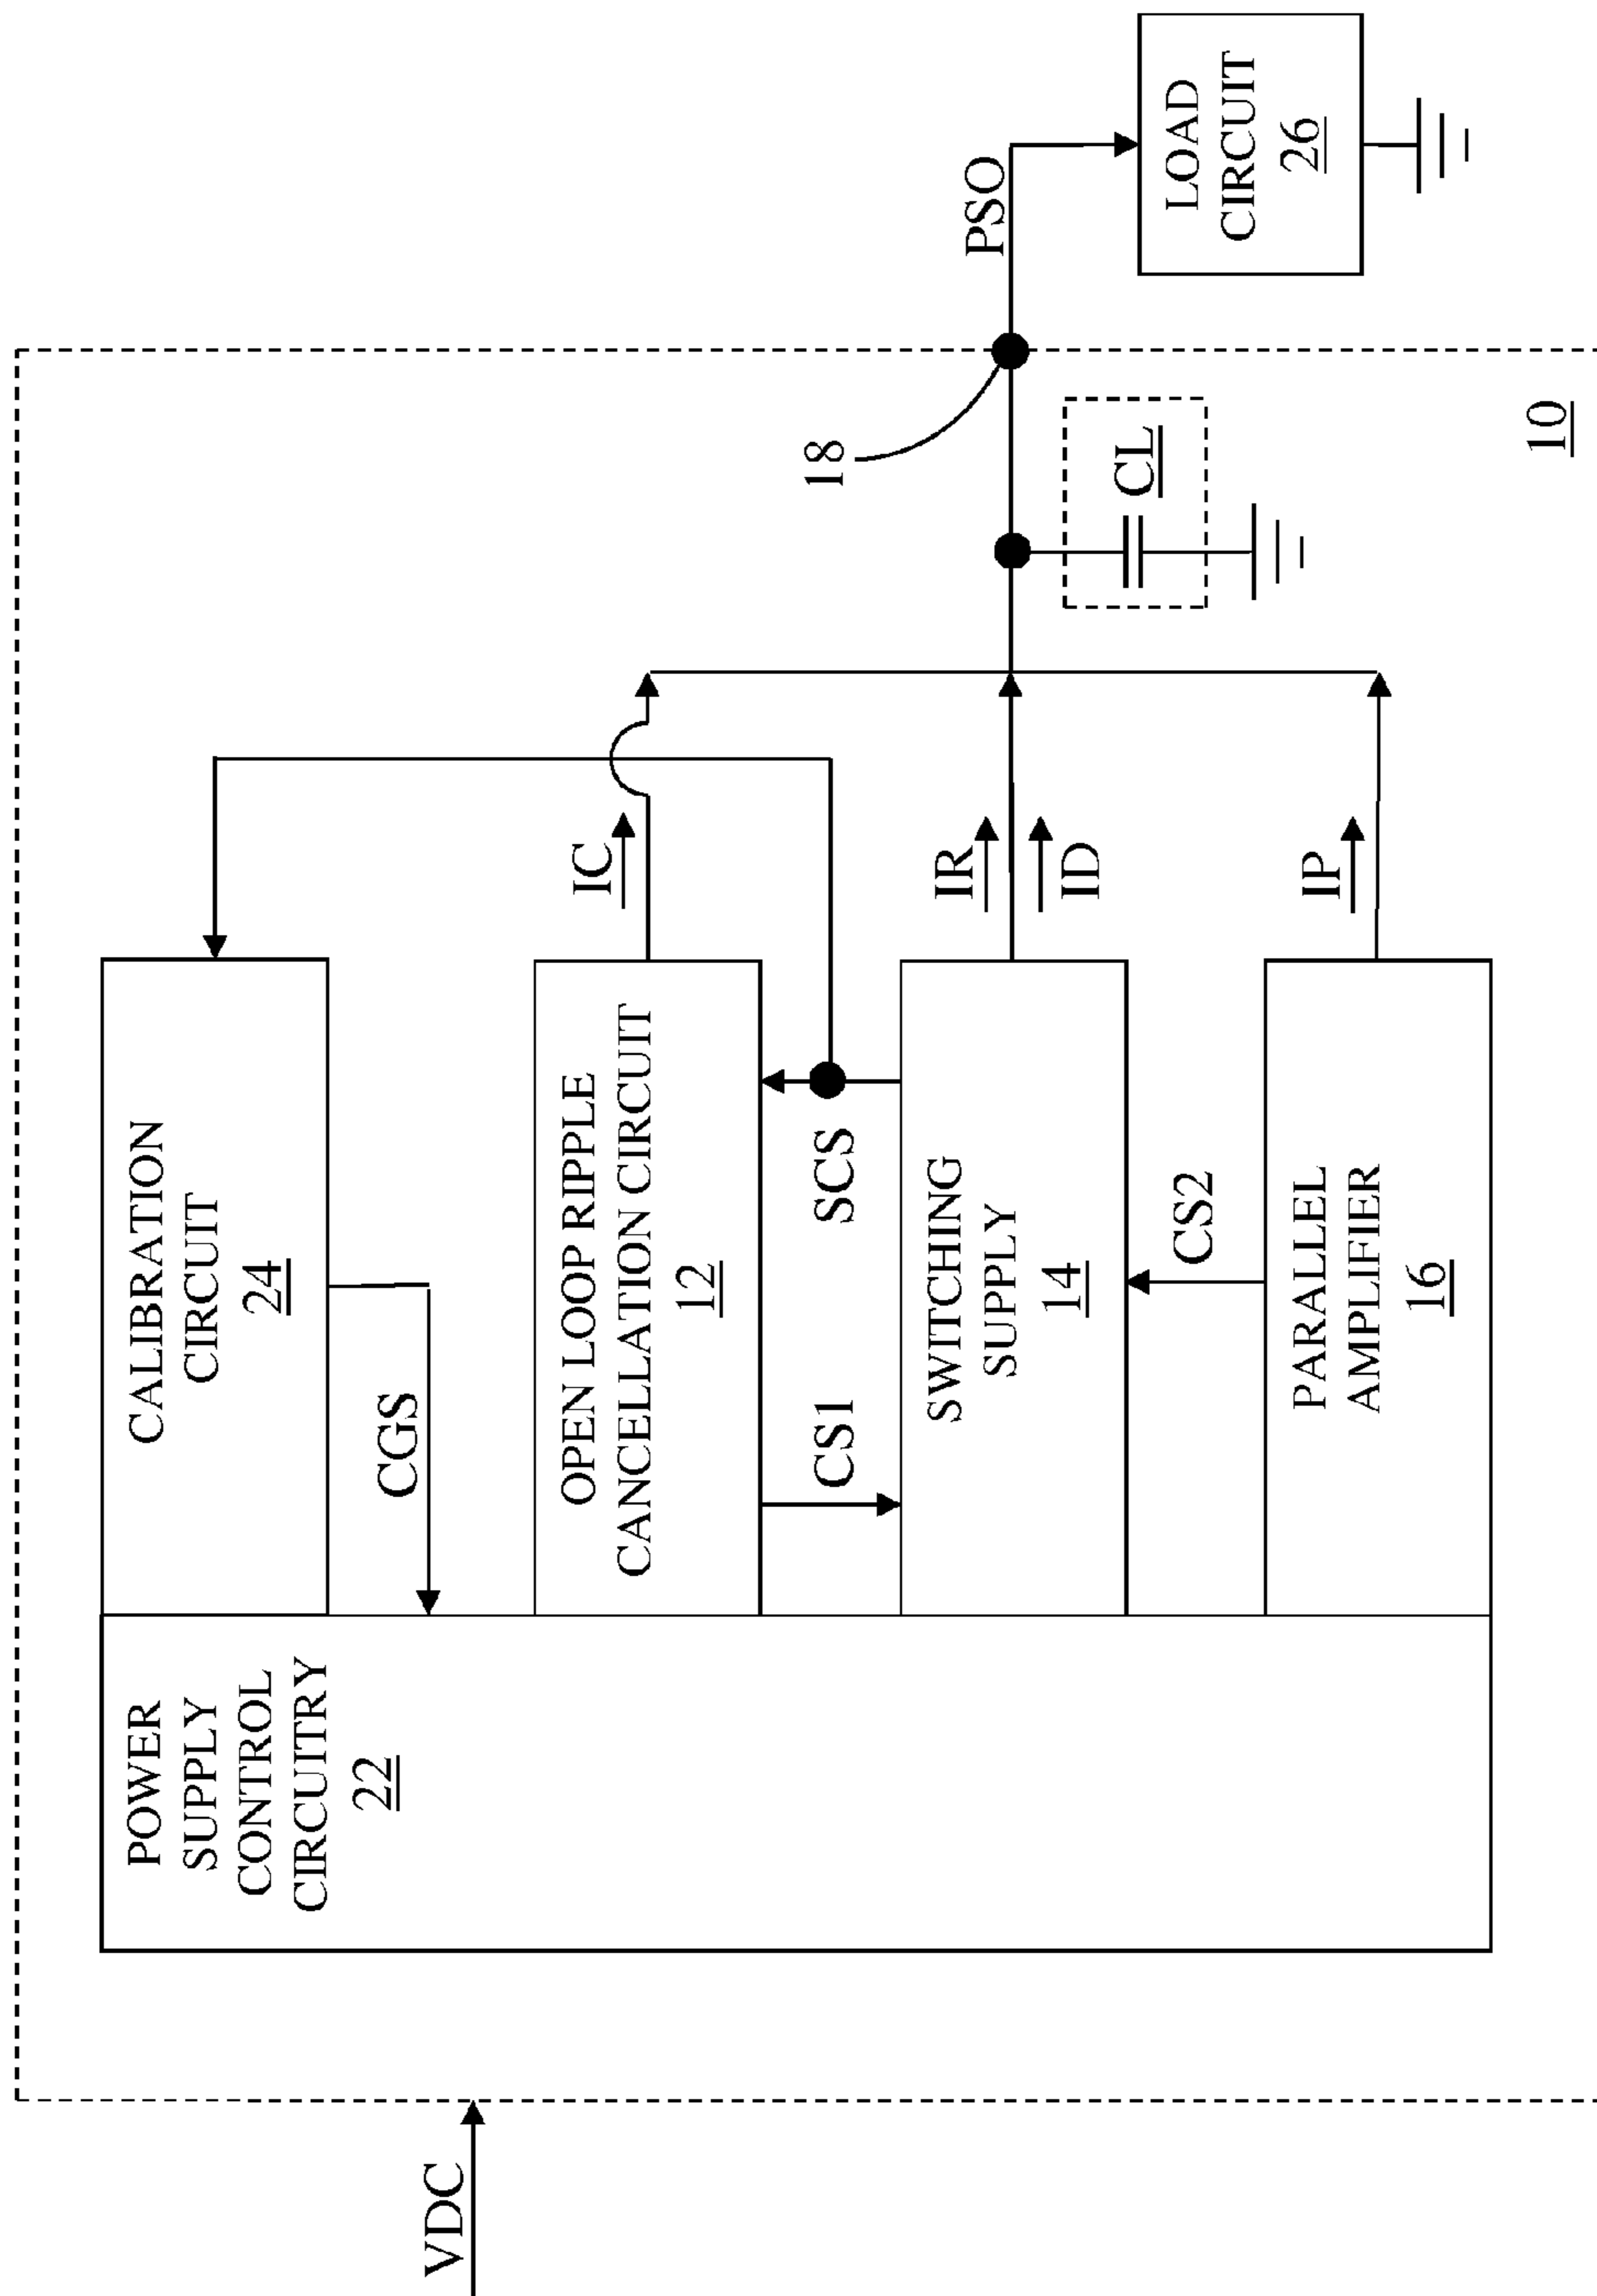 VDC
POWER
SUPPLY
CONTROL
CIRCUITRY
22
CALIBRATION
CIRCUIT
24
CGS
OPEN LOOP RIPPLE
CANCELLATION CIRCUIT
12
CS1
SCS
SWITCHING
SUPPLY
14
CS2
PARALLEL
AMPLIFIER
16
IC
IR
ID
IP
18
CL
10
PSO
LOAD
CIRCUIT
26